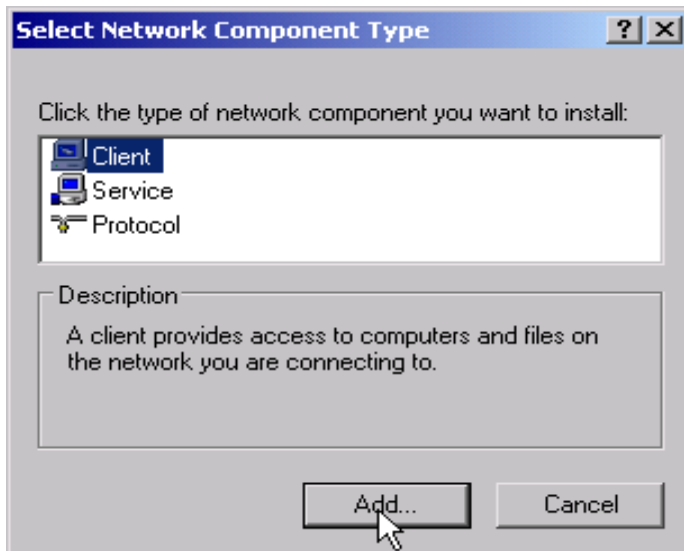 Select Network Component Type
?
Click the type of network component you want to install:
Client
Service
Protocol
Description
A client provides access to computers and files on
the network you are connecting to.
Add...
Cancel